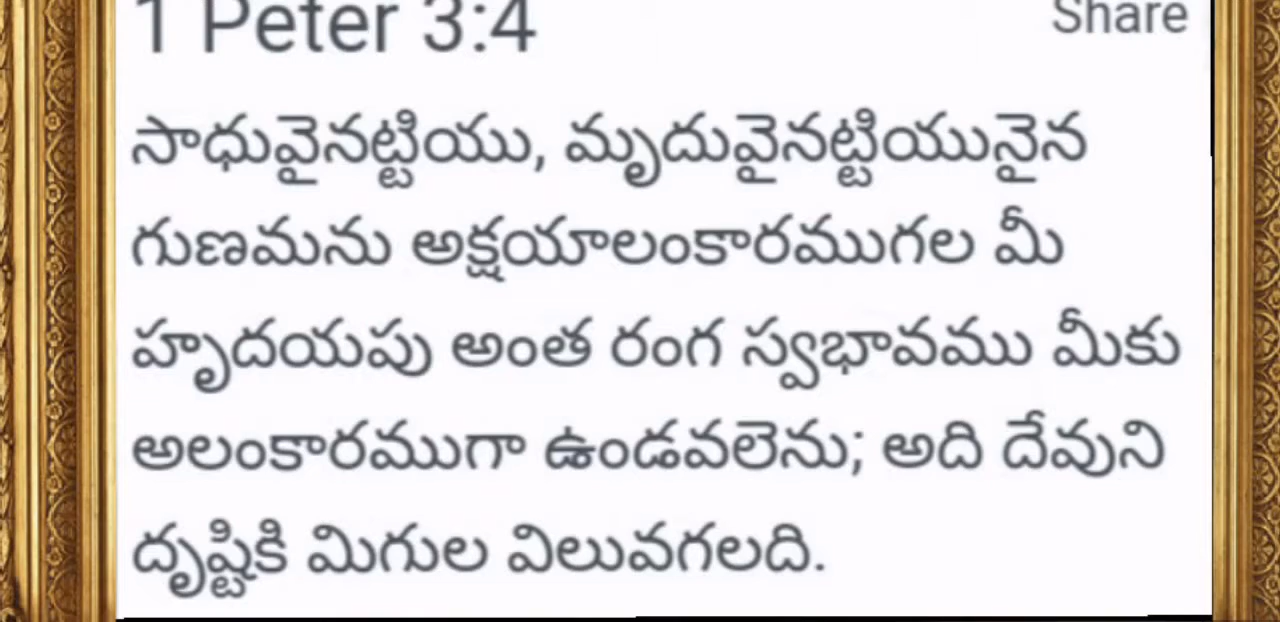 1 Peter 3:4 Share
సాధువైనట్టియు, మృదువైనట్టియునైన
గుణమను అక్షయాలంకారముగల మీ
హృదయపు అంత రంగ స్వభావము మీకు
అలంకారముగా ఉండవలెను; అది దేవుని
దృష్టికి మిగుల విలువగలది.